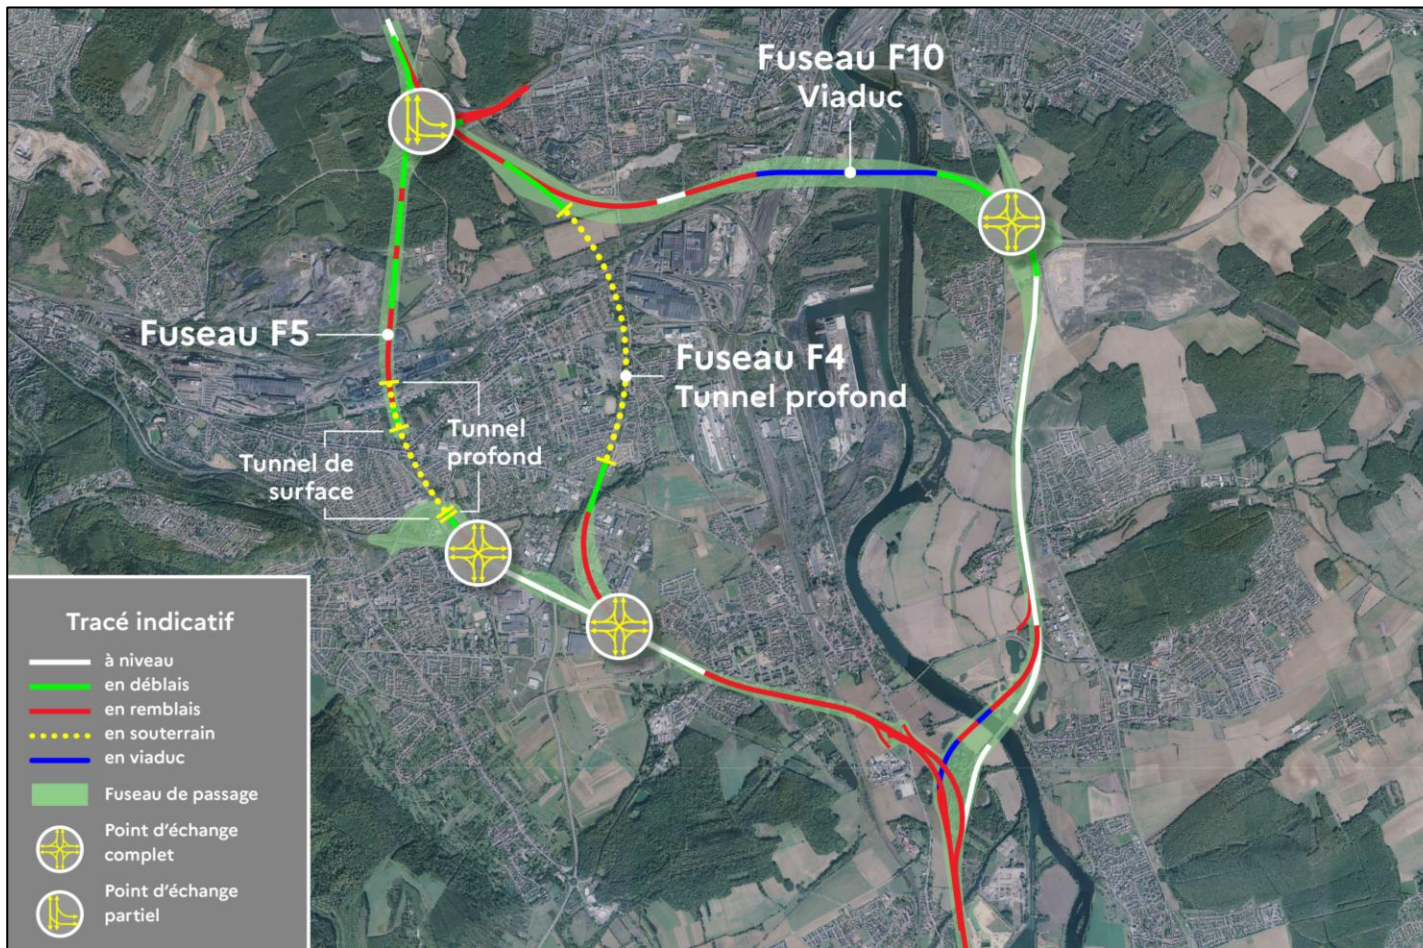 Fuseau F10
Viaduc
Fuseau F5
Fuseau F4
Tunnel profond
Tunnel
profond
Tunnel de
surface
Tracé indicatif
à niveau
en déblais
en remblais
en souterrain
en viaduc
Fuseau de passage
Point d’échange
complet
Point d’échange
partiel